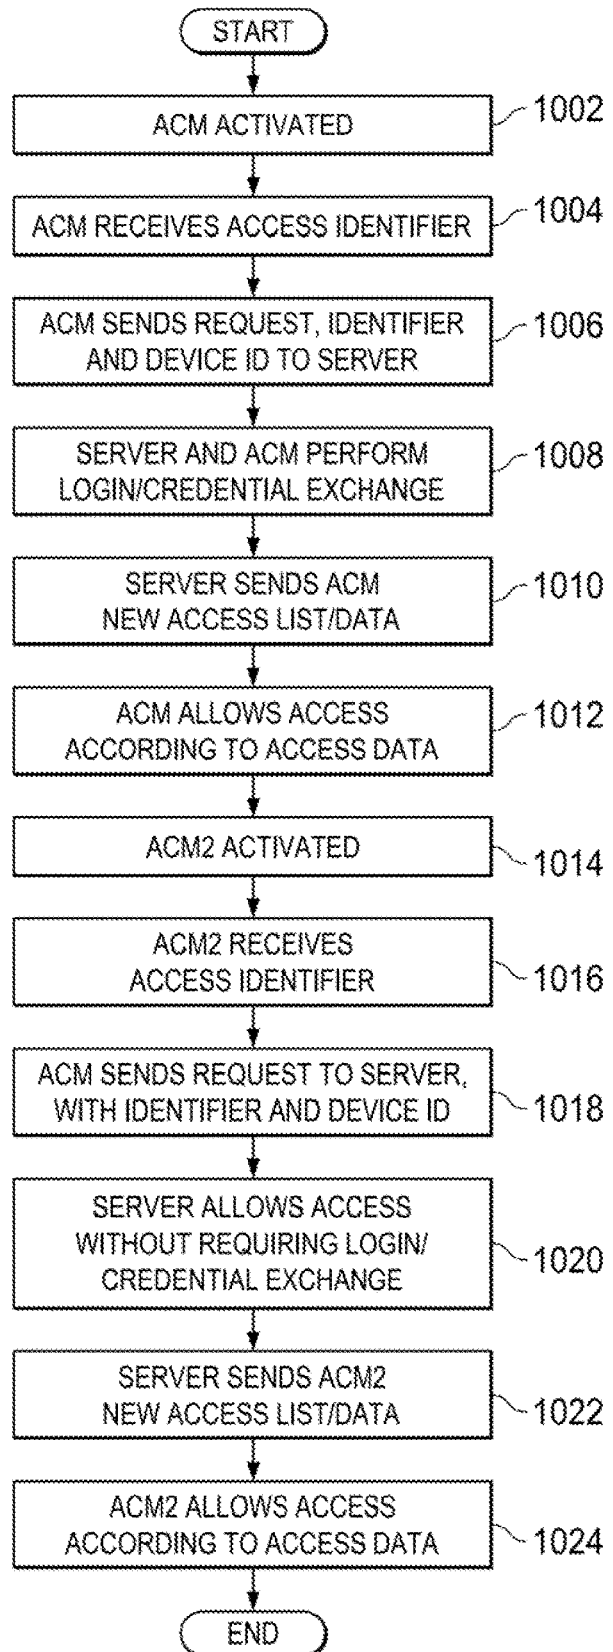 START
ACM ACTIVATED
1002
ACM RECEIVES ACCESS IDENTIFIER
1004
ACM SENDS REQUEST, IDENTIFIER
AND DEVICE ID TO SERVER
1006
SERVER AND ACM PERFORM
LOGIN/CREDENTIAL EXCHANGE
1008
SERVER SENDS ACM
NEW ACCESS LIST/DATA
1010
ACM ALLOWS ACCESS
ACCORDING TO ACCESS DATA
1012
ACM2 ACTIVATED
1014
ACM2 RECEIVES
ACCESS IDENTIFIER
1016
ACM SENDS REQUEST TO SERVER,
WITH IDENTIFIER AND DEVICE ID
1018
SERVER ALLOWS ACCESS
WITHOUT REQUIRING LOGIN/
CREDENTIAL EXCHANGE
1020
SERVER SENDS ACM2
NEW ACCESS LIST/DATA
1022
ACM2 ALLOWS ACCESS
ACCORDING TO ACCESS DATA
1024
END